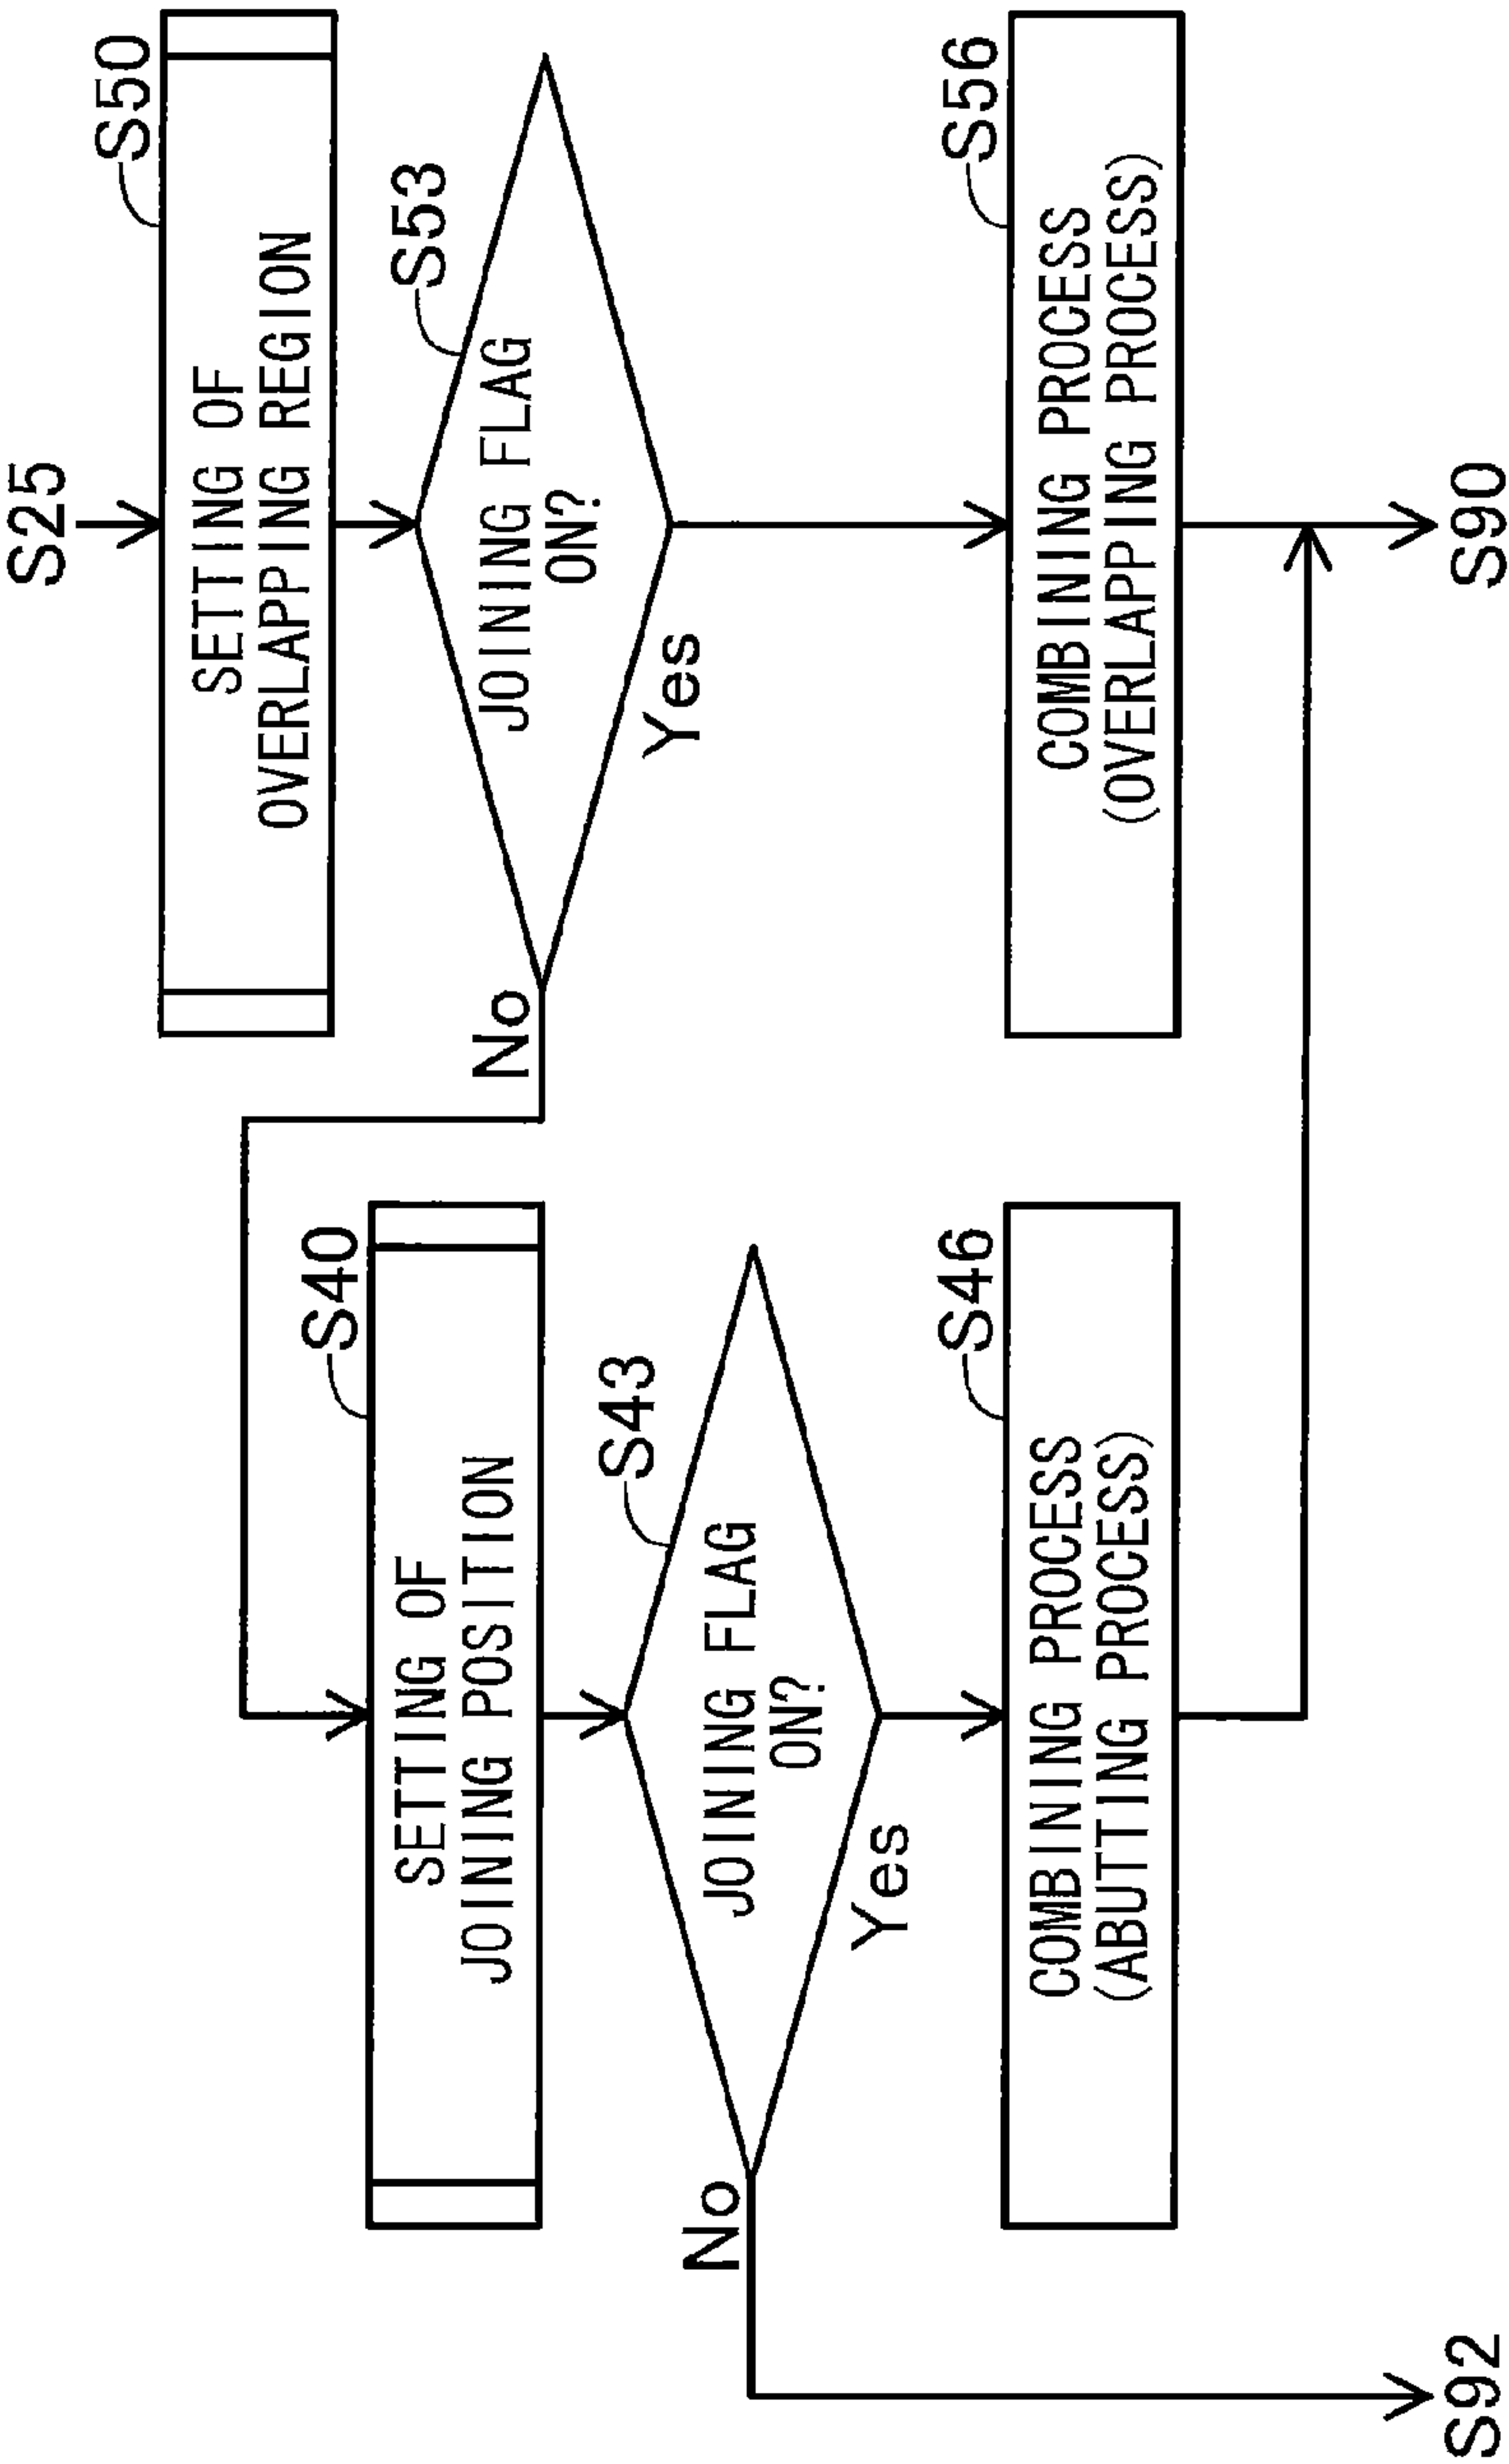 S25
S50
SETTING OF
OVERLAPPING REGION
S53
JOINING FLAG
ON?
No
Yes
S40
SETTING OF
JOINING POSITION
S43
JOINING FLAG
ON?
No
Yes
S56
COMBINING PROCESS
(OVERLAPPING PROCESS)
S46
COMBINING PROCESS
(ABUTTING PROCESS)
S90
S92